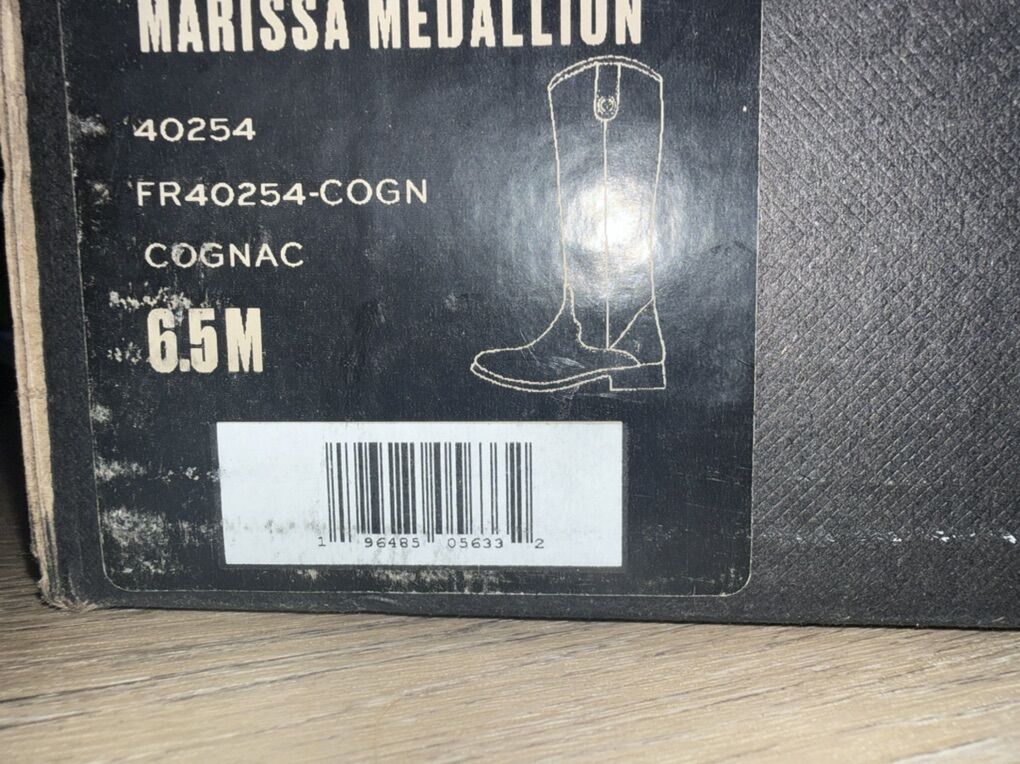 MARISSA MEDALLION
40254
FR40254-COGN
COGNAC
6.5M
1 96485 05633 2